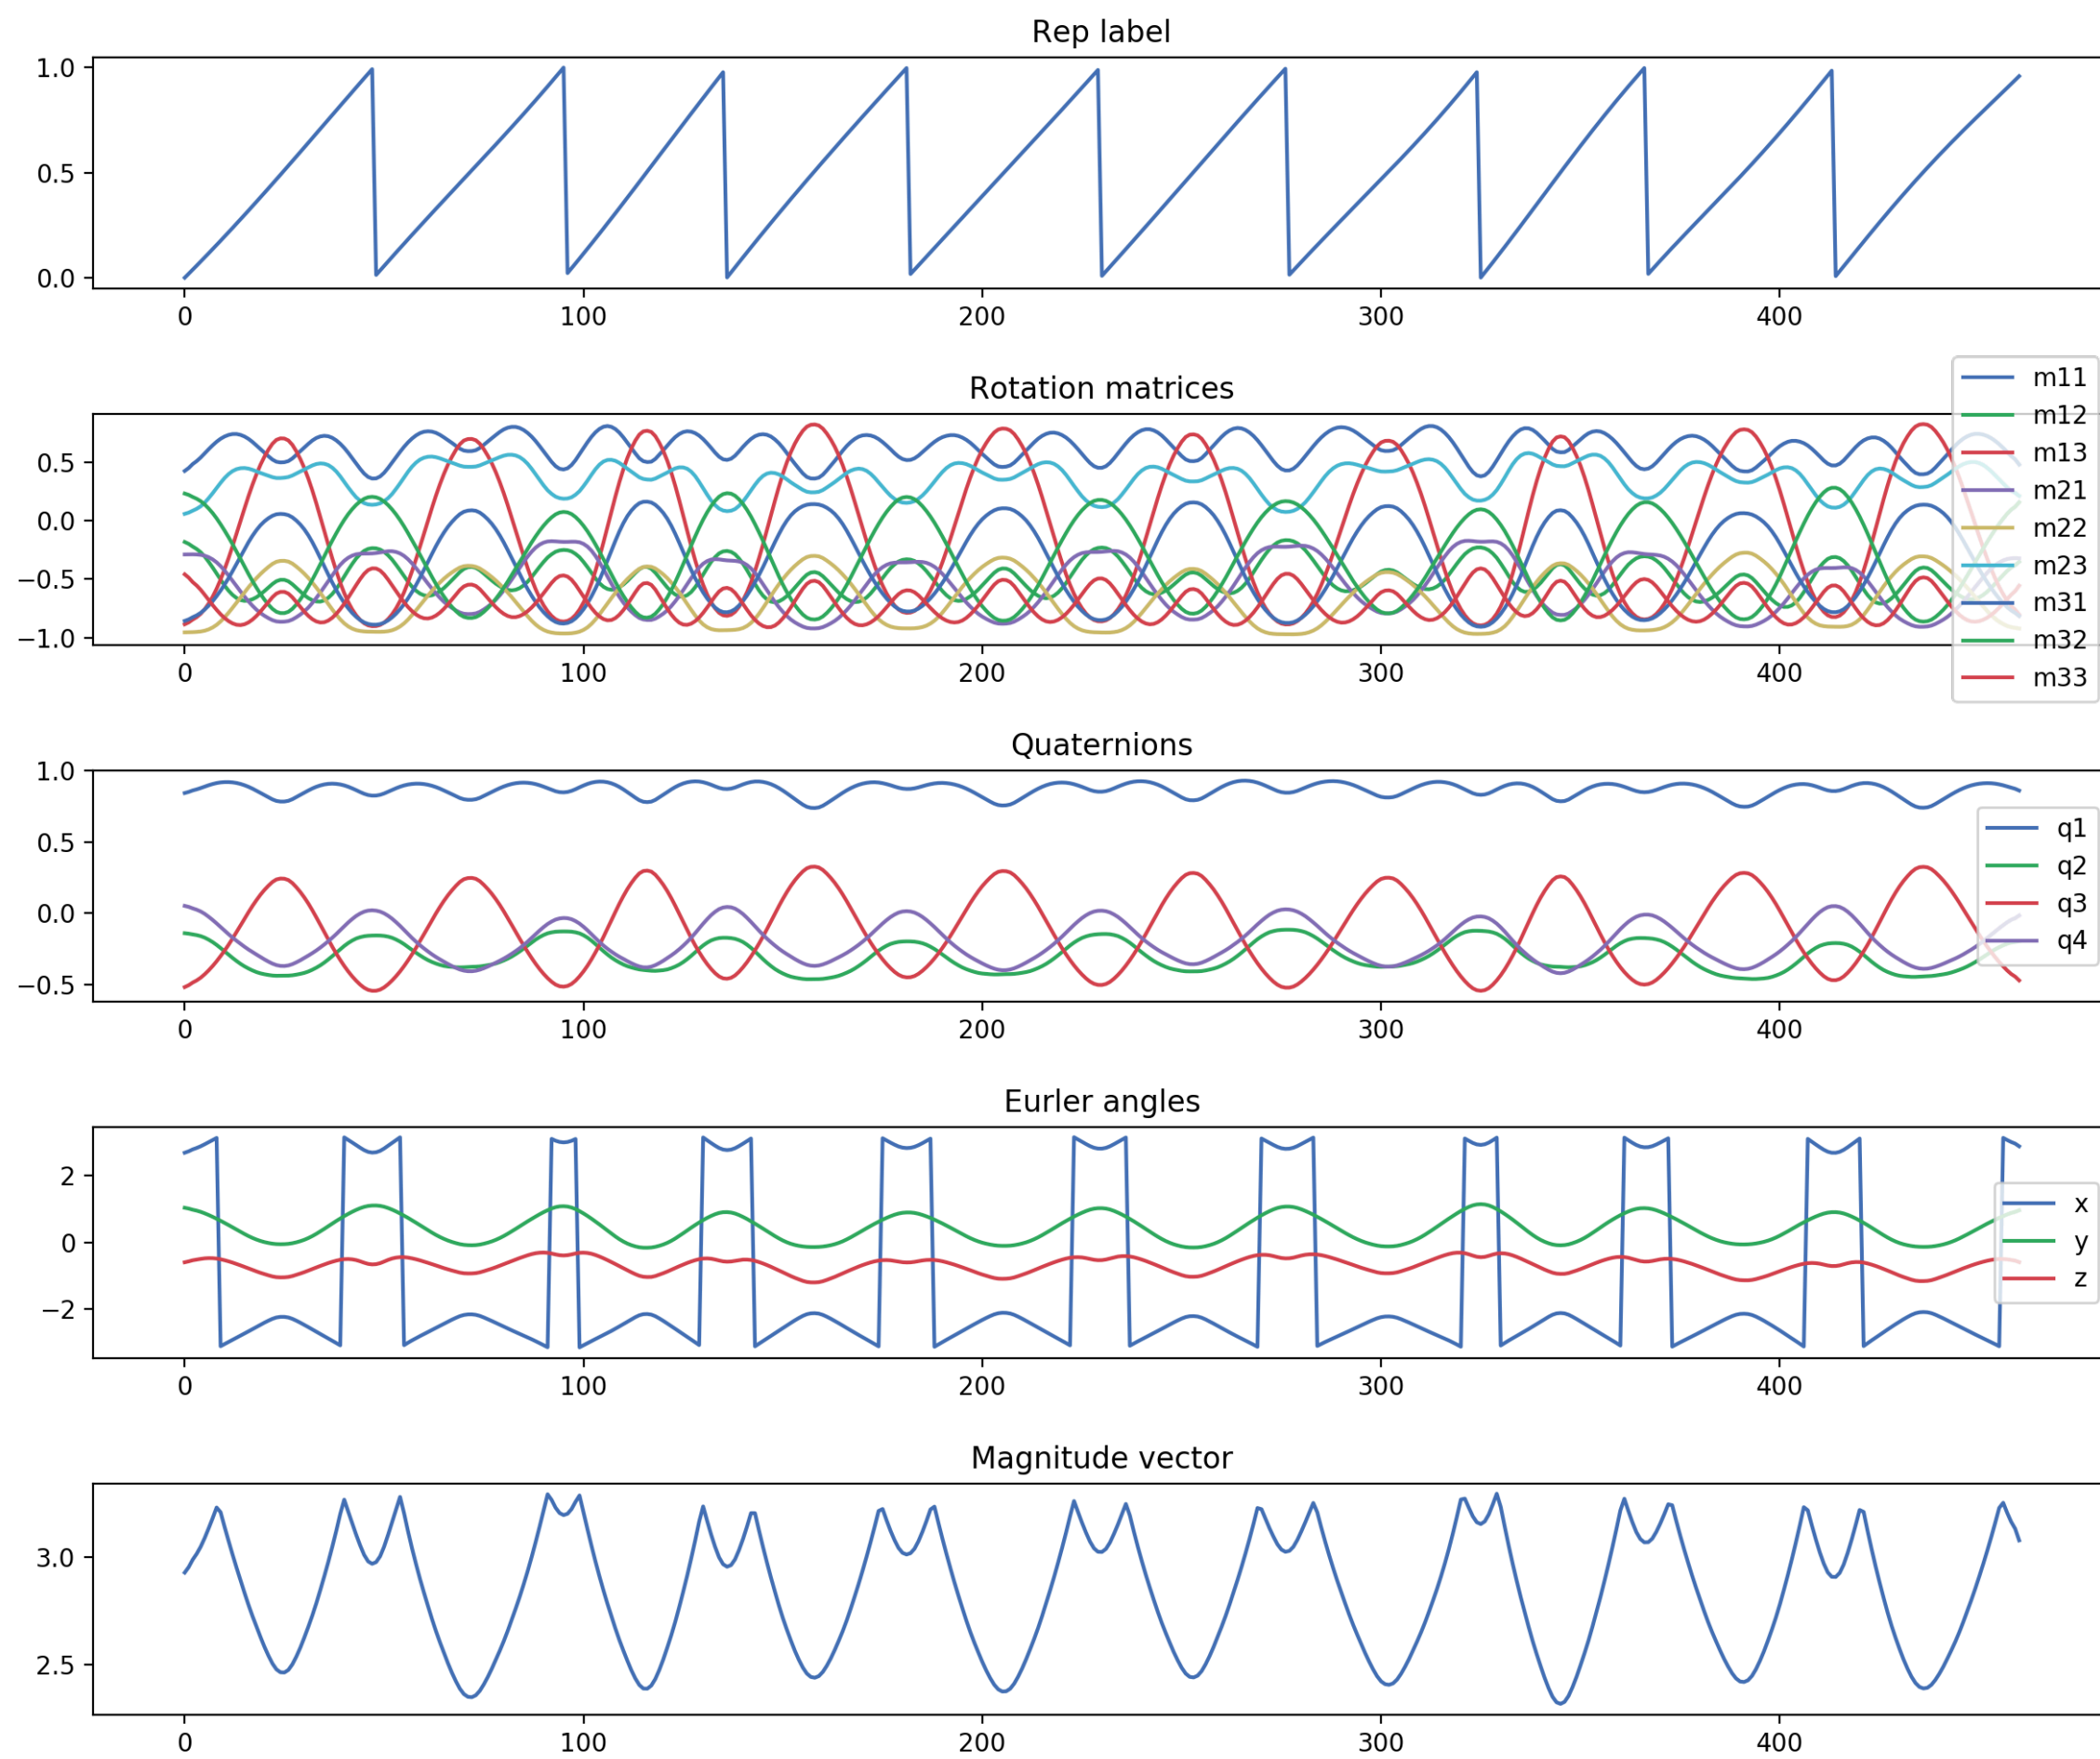 Rep label
1.0
0.5
0.0
0 100 200 300 400
Rotation matrices
0.5
0.0
−0.5
−1.0
0 100 200 300 400
m11
m12
m13
m21
m22
m23
m31
m32
m33
Quaternions
1.0
0.5
0.0
−0.5
0 100 200 300 400
q1
q2
q3
q4
Eurler angles
2
0
−2
0 100 200 300 400
x
y
z
Magnitude vector
3.0
2.5
0 100 200 300 400